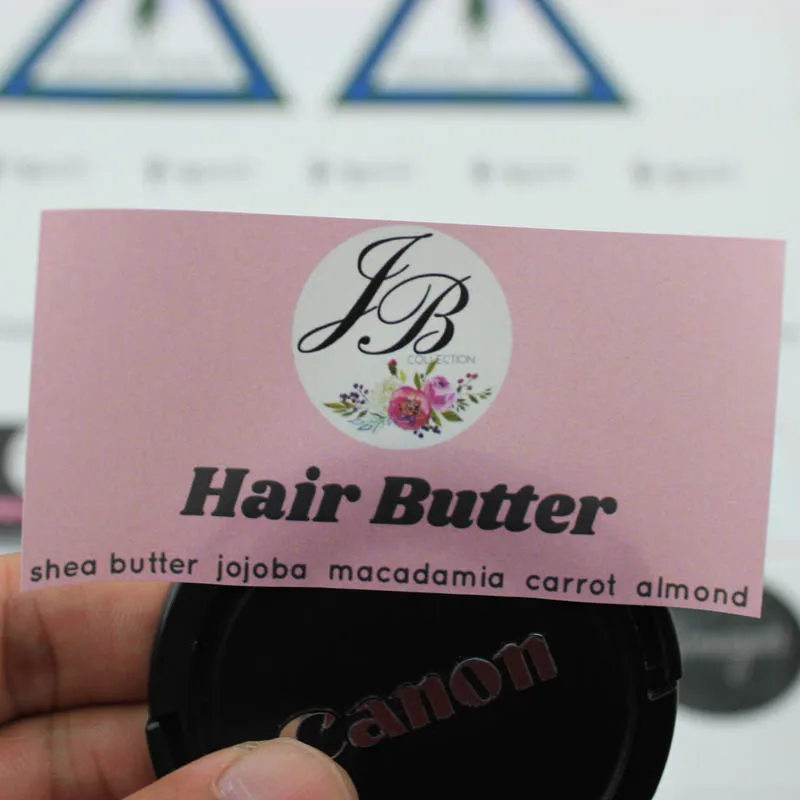 JB
COLLECTION
Hair Butter
shea butter jojoba macadamia carrot almond
Canon